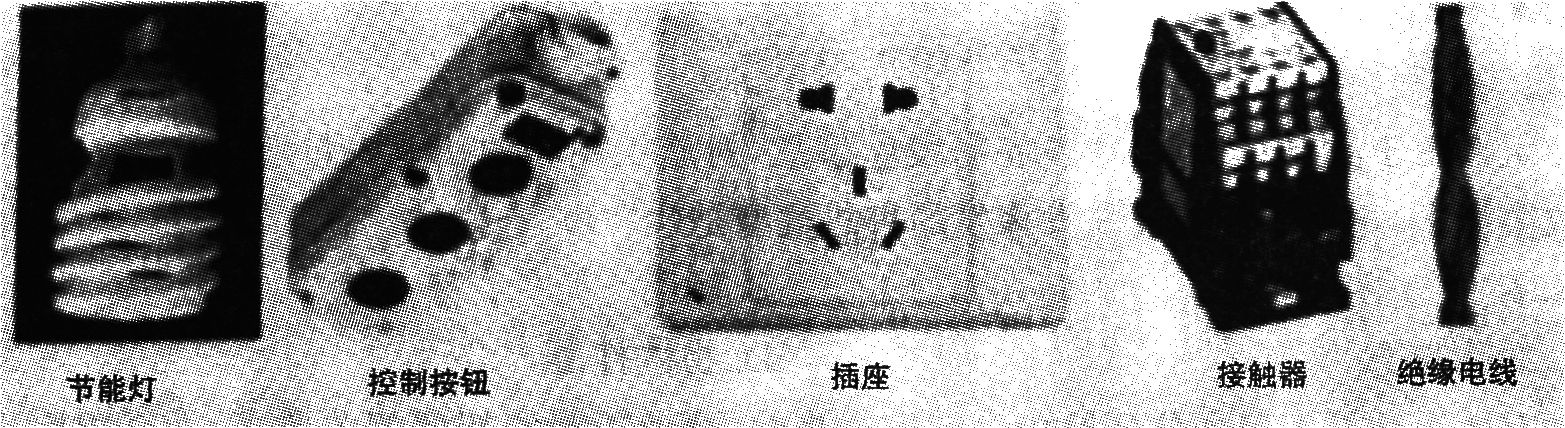 节能灯
控制按钮
插座
接触器
绝缘电线